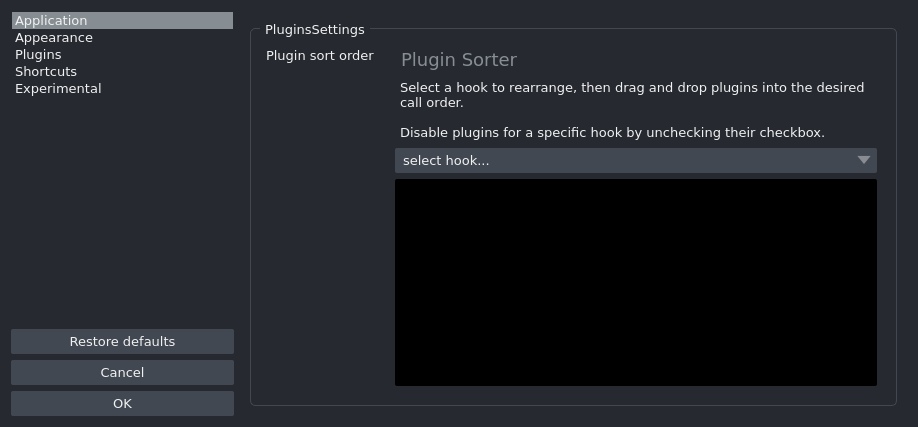 Application
Appearance
Plugins
Shortcuts
Experimental
Restore defaults
Cancel
OK
PluginsSettings
Plugin sort order
Plugin Sorter
Select a hook to rearrange, then drag and drop plugins into the desired
call order.
Disable plugins for a specific hook by unchecking their checkbox.
select hook...